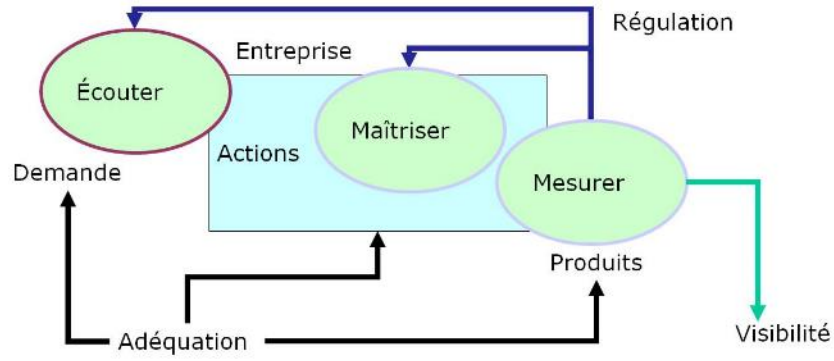 Régulation
Entreprise
Écouter
Maîtriser
Actions
Demande
Mesurer
Produits
Adéquation
Visibilité